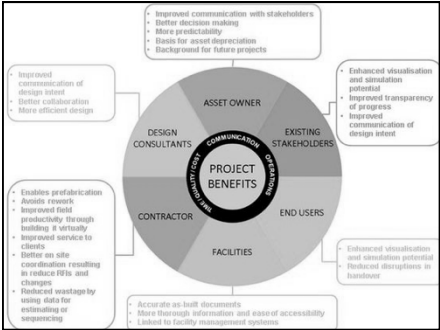 • Improved communication with stakeholders
• Better decision making
• More predictability
• Basis for asset depreciation
• Background for future projects
• Improved
communication of
design intent
• Better collaboration
• More efficient design
• Enhanced visualisation
and simulation
potential
• Improved transparency
of progress
• Improved
communication of
design intent
ASSET OWNER
DESIGN
CONSULTANTS
EXISTING
STAKEHOLDERS
COMMUNICATION
OPERATIONS
TIME/QUALITY/COST
PROJECT
BENEFITS
CONTRACTOR
END USERS
FACILITIES
• Enables prefabrication
• Avoids rework
• Improved field
productivity through
building it virtually
• Improved service to
clients
• Better on site
coordination resulting
in reduce RFIs and
changes
• Reduced wastage by
using data for
estimating or
sequencing
• Enhanced visualisation
and simulation potential
• Reduced disruptions in
handover
• Accurate as-built documents
• More thorough information and ease of accessibility
• Linked to facility management systems